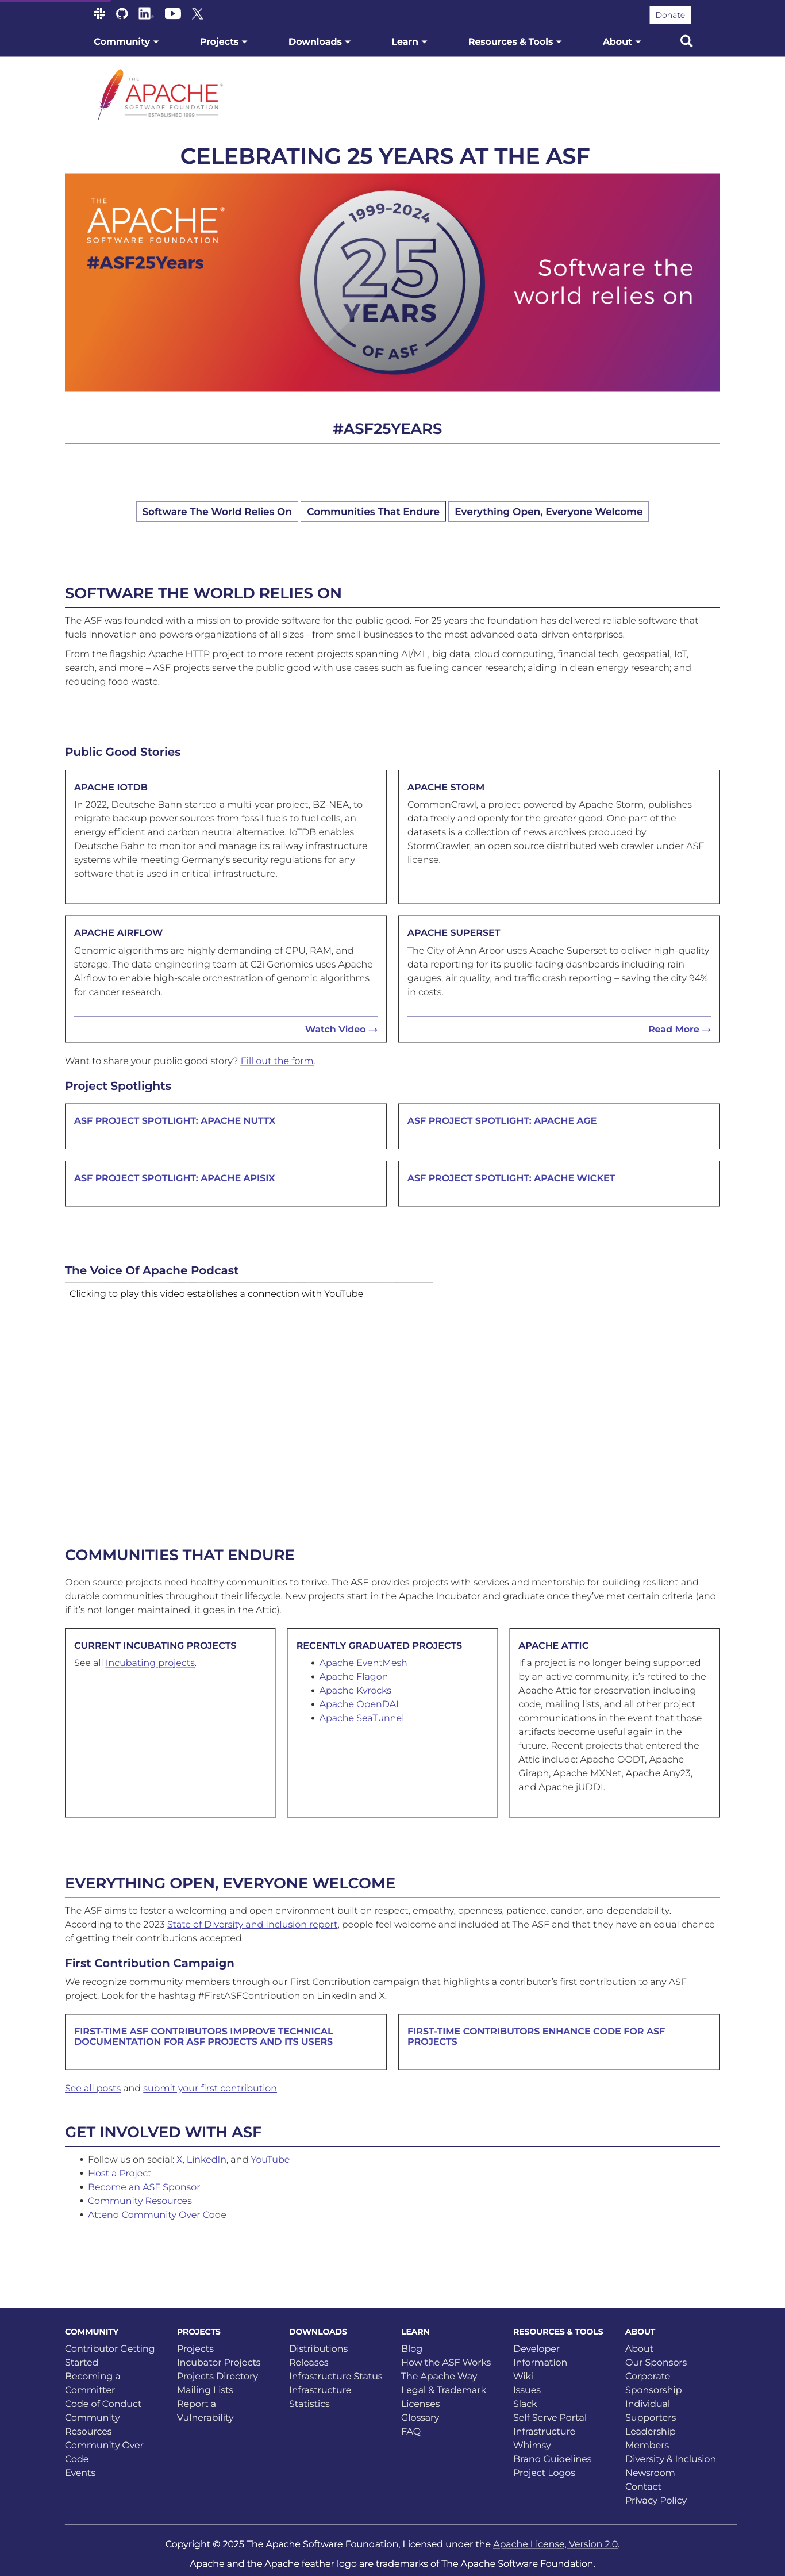 Donate
Community
Projects
Downloads
Learn
Resources & Tools
About
THE
APACHE®
SOFTWARE FOUNDATION
ESTABLISHED 1999
CELEBRATING 25 YEARS AT THE ASF
THE
APACHE®
SOFTWARE FOUNDATION
#ASF25Years
1999–2024
25
YEARS
OF ASF
Software the
world relies on
#ASF25YEARS
Software The World Relies On
Communities That Endure
Everything Open, Everyone Welcome
SOFTWARE THE WORLD RELIES ON
The ASF was founded with a mission to provide software for the public good. For 25 years the foundation has delivered reliable software that
fuels innovation and powers organizations of all sizes - from small businesses to the most advanced data-driven enterprises.
From the flagship Apache HTTP project to more recent projects spanning AI/ML, big data, cloud computing, financial tech, geospatial, IoT,
search, and more – ASF projects serve the public good with use cases such as fueling cancer research; aiding in clean energy research; and
reducing food waste.
Public Good Stories
APACHE IOTDB
In 2022, Deutsche Bahn started a multi-year project, BZ-NEA, to
migrate backup power sources from fossil fuels to fuel cells, an
energy efficient and carbon neutral alternative. IoTDB enables
Deutsche Bahn to monitor and manage its railway infrastructure
systems while meeting Germany’s security regulations for any
software that is used in critical infrastructure.
APACHE STORM
CommonCrawl, a project powered by Apache Storm, publishes
data freely and openly for the greater good. One part of the
datasets is a collection of news archives produced by
StormCrawler, an open source distributed web crawler under ASF
license.
APACHE AIRFLOW
Genomic algorithms are highly demanding of CPU, RAM, and
storage. The data engineering team at C2i Genomics uses Apache
Airflow to enable high-scale orchestration of genomic algorithms
for cancer research.
Watch Video →
APACHE SUPERSET
The City of Ann Arbor uses Apache Superset to deliver high-quality
data reporting for its public-facing dashboards including rain
gauges, air quality, and traffic crash reporting – saving the city 94%
in costs.
Read More →
Want to share your public good story? Fill out the form.
Project Spotlights
ASF PROJECT SPOTLIGHT: APACHE NUTTX
ASF PROJECT SPOTLIGHT: APACHE AGE
ASF PROJECT SPOTLIGHT: APACHE APISIX
ASF PROJECT SPOTLIGHT: APACHE WICKET
The Voice Of Apache Podcast
Clicking to play this video establishes a connection with YouTube
COMMUNITIES THAT ENDURE
Open source projects need healthy communities to thrive. The ASF provides projects with services and mentorship for building resilient and
durable communities throughout their lifecycle. New projects start in the Apache Incubator and graduate once they’ve met certain criteria (and
if it’s not longer maintained, it goes in the Attic).
CURRENT INCUBATING PROJECTS
See all Incubating projects.
RECENTLY GRADUATED PROJECTS
Apache EventMesh
Apache Flagon
Apache Kvrocks
Apache OpenDAL
Apache SeaTunnel
APACHE ATTIC
If a project is no longer being supported
by an active community, it’s retired to the
Apache Attic for preservation including
code, mailing lists, and all other project
communications in the event that those
artifacts become useful again in the
future. Recent projects that entered the
Attic include: Apache OODT, Apache
Giraph, Apache MXNet, Apache Any23,
and Apache jUDDI.
EVERYTHING OPEN, EVERYONE WELCOME
The ASF aims to foster a welcoming and open environment built on respect, empathy, openness, patience, candor, and dependability.
According to the 2023 State of Diversity and Inclusion report, people feel welcome and included at The ASF and that they have an equal chance
of getting their contributions accepted.
First Contribution Campaign
We recognize community members through our First Contribution campaign that highlights a contributor’s first contribution to any ASF
project. Look for the hashtag #FirstASFContribution on LinkedIn and X.
FIRST-TIME ASF CONTRIBUTORS IMPROVE TECHNICAL
DOCUMENTATION FOR ASF PROJECTS AND ITS USERS
FIRST-TIME CONTRIBUTORS ENHANCE CODE FOR ASF
PROJECTS
See all posts and submit your first contribution
GET INVOLVED WITH ASF
Follow us on social: X, LinkedIn, and YouTube
Host a Project
Become an ASF Sponsor
Community Resources
Attend Community Over Code
COMMUNITY
Contributor Getting
Started
Becoming a
Committer
Code of Conduct
Community
Resources
Community Over
Code
Events
PROJECTS
Projects
Incubator Projects
Projects Directory
Mailing Lists
Report a
Vulnerability
DOWNLOADS
Distributions
Releases
Infrastructure Status
Infrastructure
Statistics
LEARN
Blog
How the ASF Works
The Apache Way
Legal & Trademark
Licenses
Glossary
FAQ
RESOURCES & TOOLS
Developer
Information
Wiki
Issues
Slack
Self Serve Portal
Infrastructure
Whimsy
Brand Guidelines
Project Logos
ABOUT
About
Our Sponsors
Corporate
Sponsorship
Individual
Supporters
Leadership
Members
Diversity & Inclusion
Newsroom
Contact
Privacy Policy
Copyright © 2025 The Apache Software Foundation, Licensed under the Apache License, Version 2.0.
Apache and the Apache feather logo are trademarks of The Apache Software Foundation.